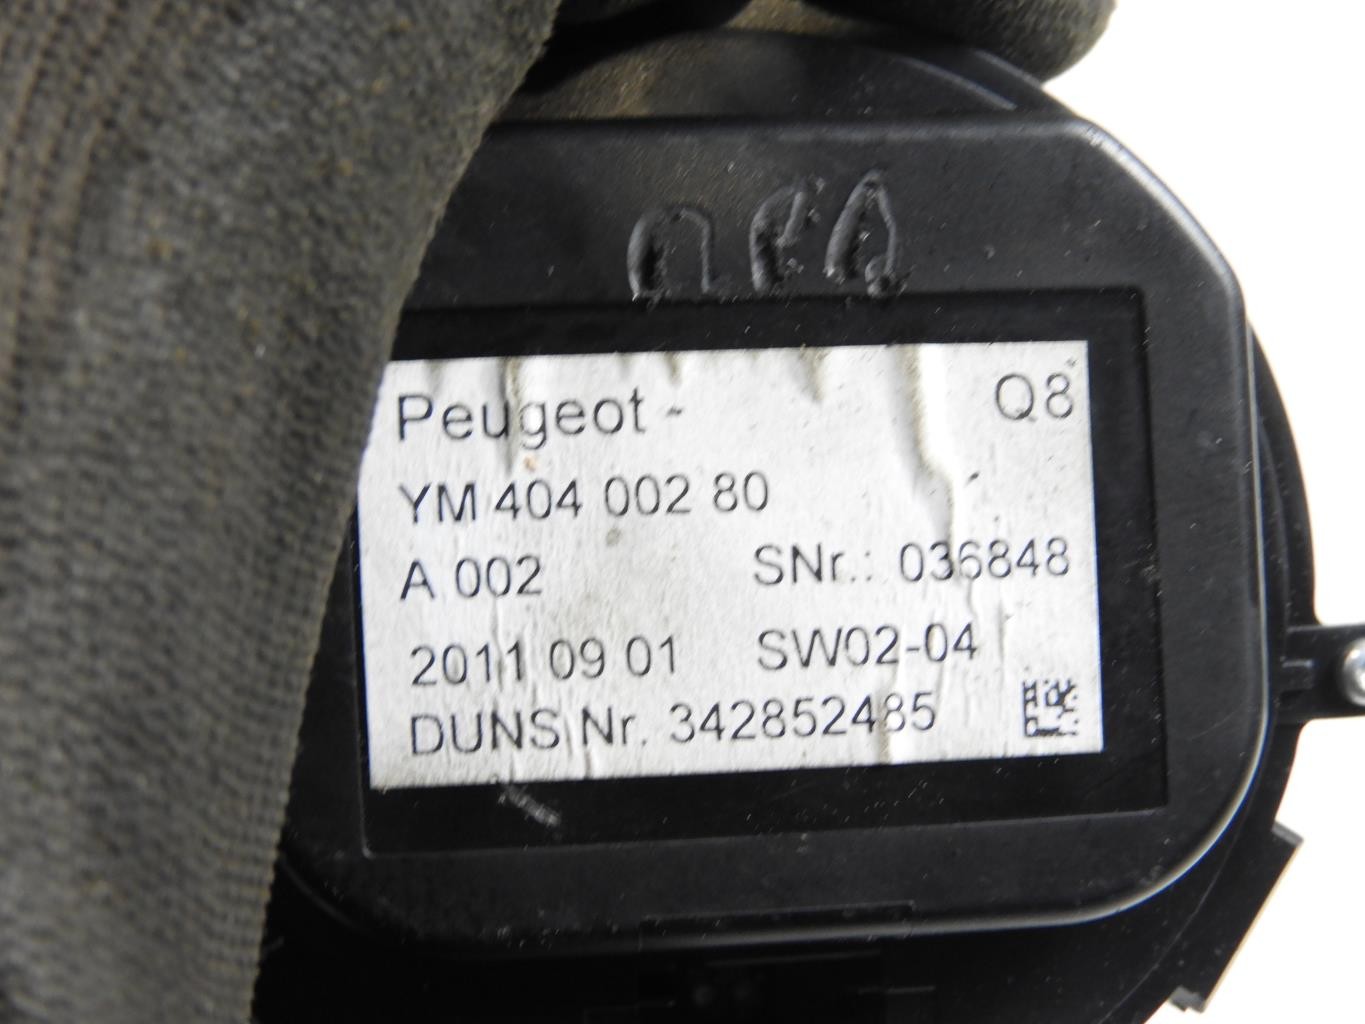 Peugeot - Q8
YM 404 002 80
A 002 SNr.: 036848
2011 09 01 SW02-04
DUNS Nr. 342852485